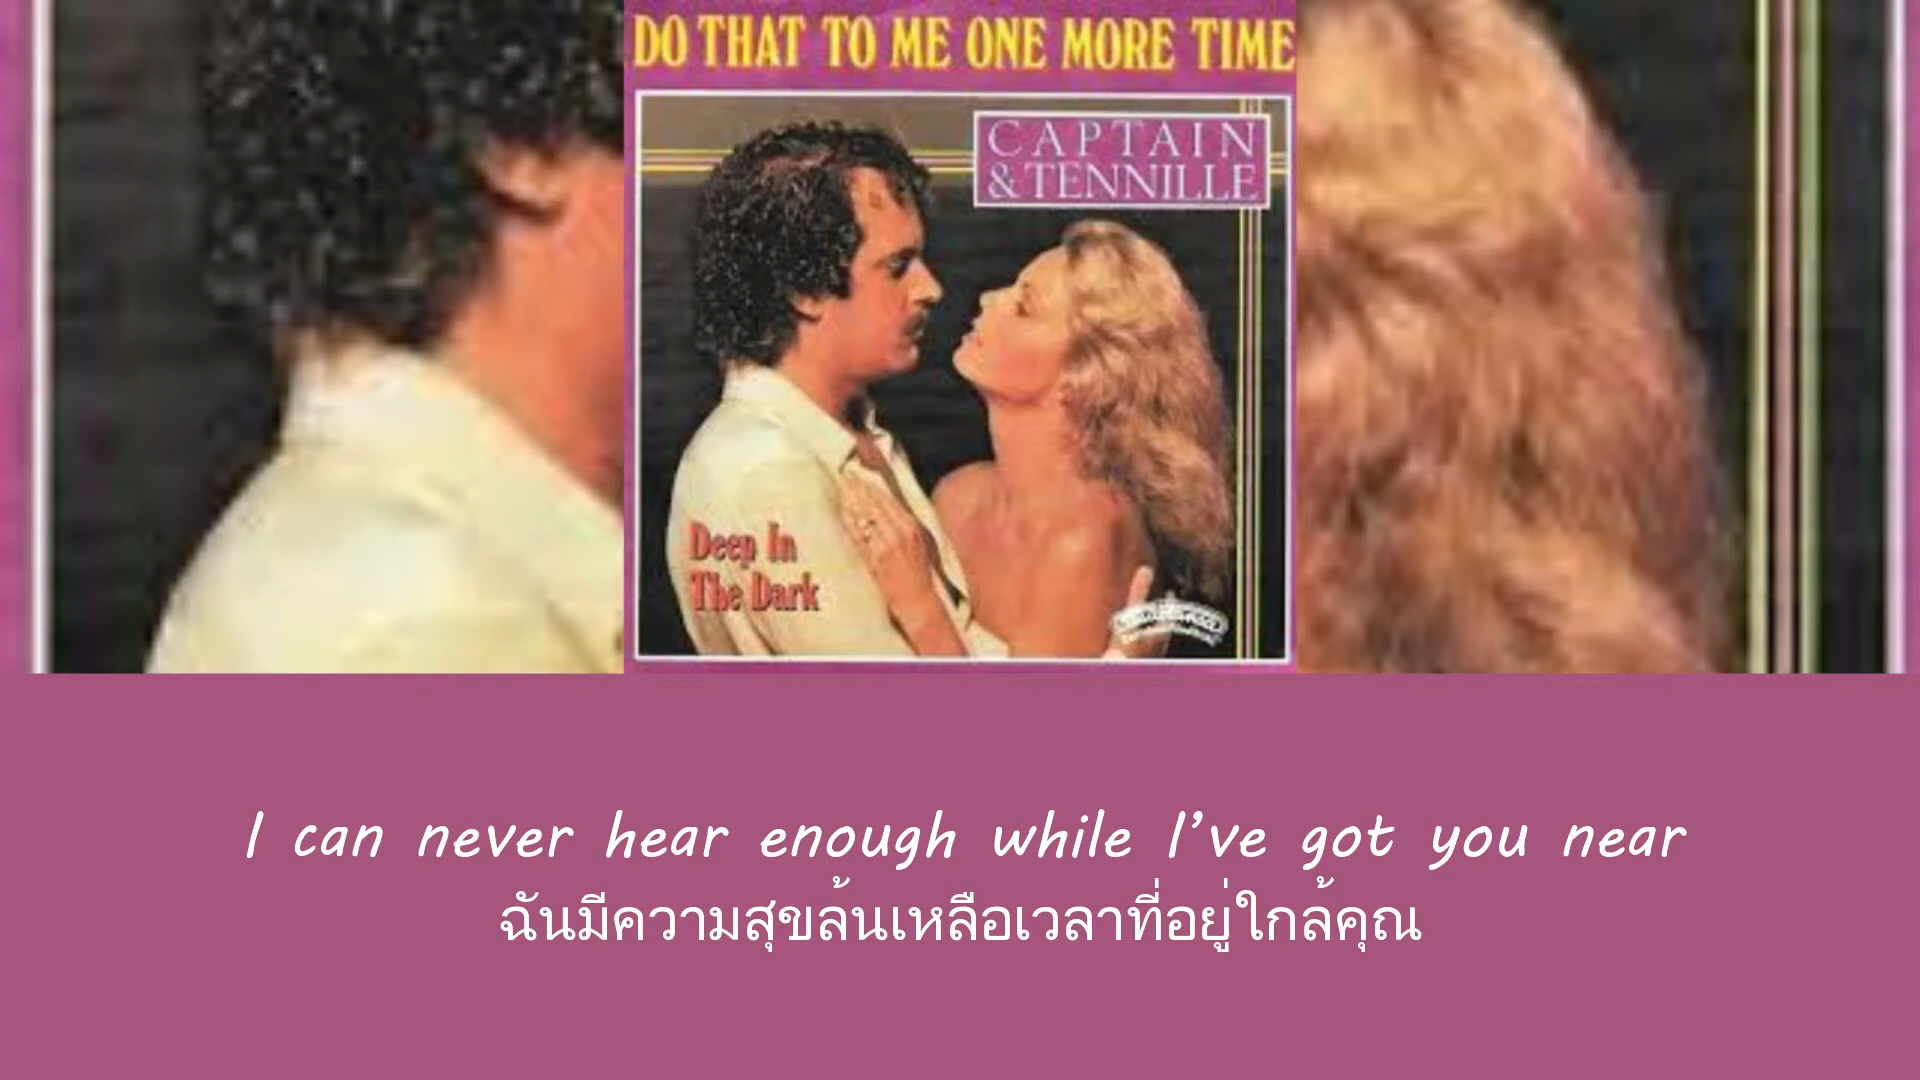 DO THAT TO ME ONE MORE TIME
CAPTAIN
& TENNILLE
Deep In
The Dark
I can never hear enough while I've got you near
ฉันมีความสุขล้นเหลือเวลาที่อยู่ใกล้คุณ